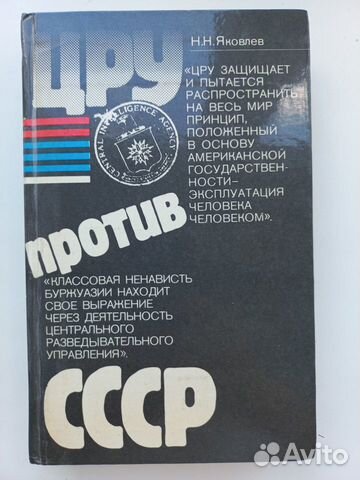 Н.Н.Яковлев
ЦРУ
«ЦРУ ЗАЩИЩАЕТ
И ПЫТАЕТСЯ
РАСПРОСТРАНИТЬ
НА ВЕСЬ МИР
ПРИНЦИП,
ПОЛОЖЕННЫЙ
В ОСНОВУ
АМЕРИКАНСКОЙ
ГОСУДАРСТВЕН-
НОСТИ–
ЭКСПЛУАТАЦИЯ
ЧЕЛОВЕКА
ЧЕЛОВЕКОМ».
CENTRAL INTELLIGENCE AGENCY
против
«КЛАССОВАЯ НЕНАВИСТЬ
БУРЖУАЗИИ НАХОДИТ
СВОЕ ВЫРАЖЕНИЕ
ЧЕРЕЗ ДЕЯТЕЛЬНОСТЬ
ЦЕНТРАЛЬНОГО
РАЗВЕДЫВАТЕЛЬНОГО
УПРАВЛЕНИЯ».
СССР
Avito